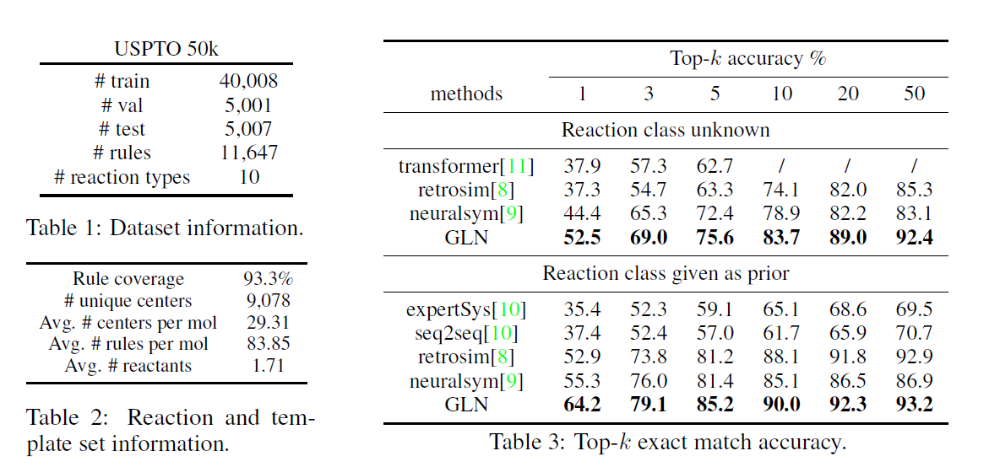 USPTO 50k
# train 40,008
# val 5,001
# test 5,007
# rules 11,647
# reaction types 10
Table 1: Dataset information.
Rule coverage 93.3%
# unique centers 9,078
Avg. # centers per mol 29.31
Avg. # rules per mol 83.85
Avg. # reactants 1.71
Table 2: Reaction and tem-
plate set information.
Top-k accuracy %
methods 1 3 5 10 20 50
Reaction class unknown
transformer[11] 37.9 57.3 62.7 / / /
retrosim[8] 37.3 54.7 63.3 74.1 82.0 85.3
neuralsym[9] 44.4 65.3 72.4 78.9 82.2 83.1
GLN 52.5 69.0 75.6 83.7 89.0 92.4
Reaction class given as prior
expertSys[10] 35.4 52.3 59.1 65.1 68.6 69.5
seq2seq[10] 37.4 52.4 57.0 61.7 65.9 70.7
retrosim[8] 52.9 73.8 81.2 88.1 91.8 92.9
neuralsym[9] 55.3 76.0 81.4 85.1 86.5 86.9
GLN 64.2 79.1 85.2 90.0 92.3 93.2
Table 3: Top-k exact match accuracy.